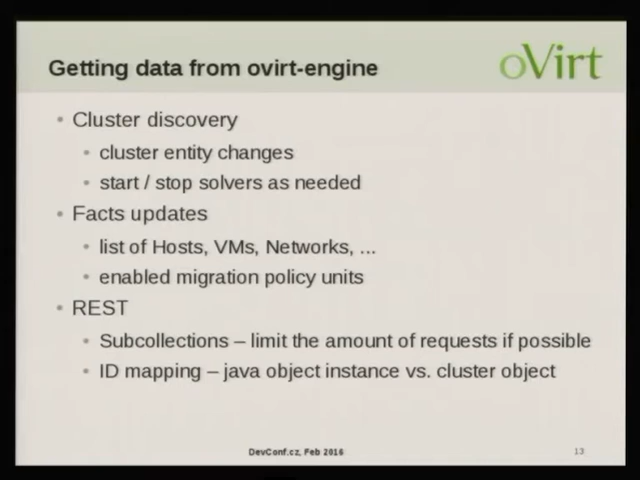 Getting data from ovirt-engine
oVirt
• Cluster discovery
• cluster entity changes
• start / stop solvers as needed
• Facts updates
• list of Hosts, VMs, Networks, ...
• enabled migration policy units
• REST
• Subcollections – limit the amount of requests if possible
• ID mapping – java object instance vs. cluster object
DevConf.cz, Feb 2016
13